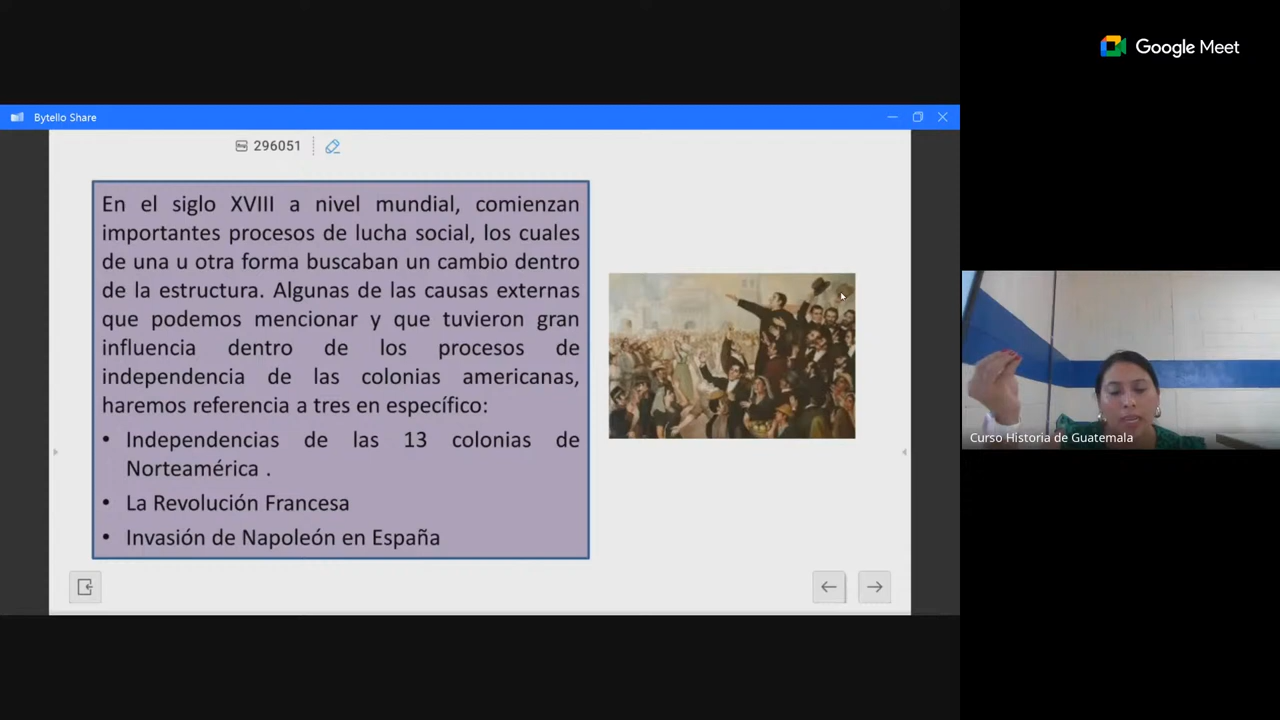 Google Meet
Bytello Share
296051
En el siglo XVIII a nivel mundial, comienzan
importantes procesos de lucha social, los cuales
de una u otra forma buscaban un cambio dentro
de la estructura. Algunas de las causas externas
que podemos mencionar y que tuvieron gran
influencia dentro de los procesos de
independencia de las colonias americanas,
haremos referencia a tres en específico:
• Independencias de las 13 colonias de
Norteamérica .
• La Revolución Francesa
• Invasión de Napoleón en España
Curso Historia de Guatemala